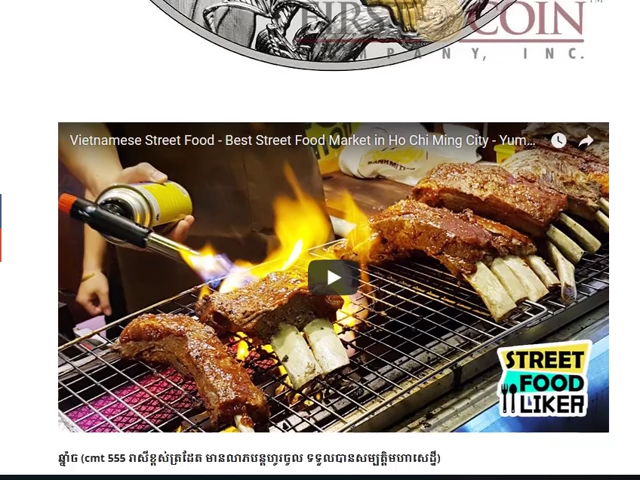 FIRST COIN
COMPANY, INC.
Vietnamese Street Food - Best Street Food Market in Ho Chi Ming City - Yum…
STREET
FOOD
LIKER
ឆ្នាំច (cmt 555 រាសីខ្ពស់ត្រដែត មានលាភបន្តហូរចូល ទទួលបានសម្បត្តិមហាសេដ្ឋី)